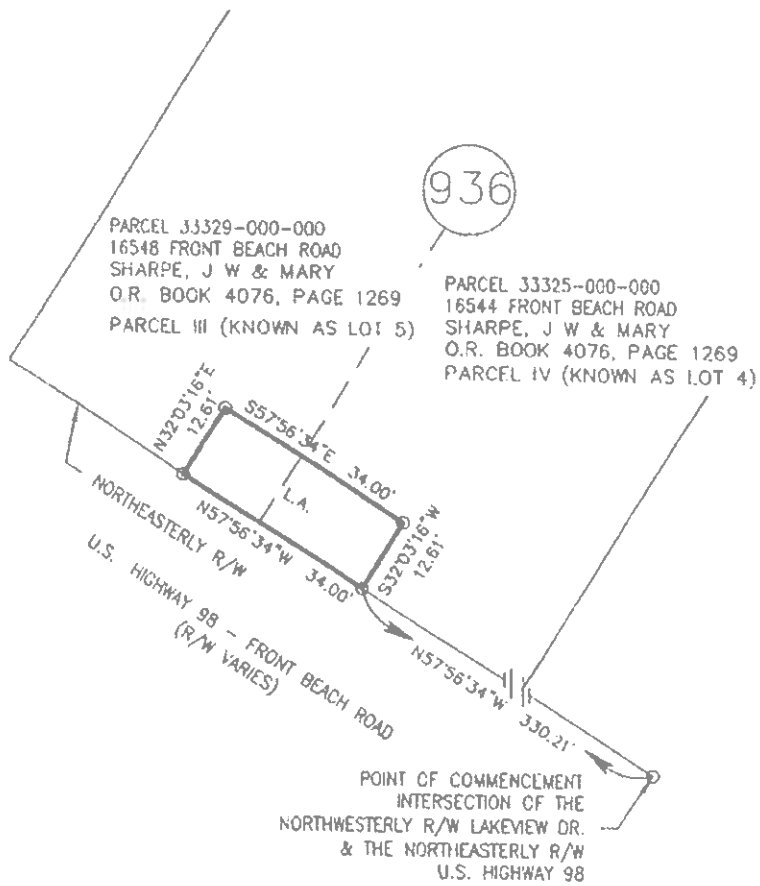 936
PARCEL 33329-000-000
16548 FRONT BEACH ROAD
SHARPE, J W & MARY
O.R. BOOK 4076, PAGE 1269
PARCEL III (KNOWN AS LOT 5)
PARCEL 33325-000-000
16544 FRONT BEACH ROAD
SHARPE, J W & MARY
O.R. BOOK 4076, PAGE 1269
PARCEL IV (KNOWN AS LOT 4)
N32°03'16"E
12.61'
S57°56'34"E 34.00'
L.A.
S32°03'16"W
12.61'
N57°56'34"W 34.00'
NORTHEASTERLY R/W
U.S. HIGHWAY 98 - FRONT BEACH ROAD
(R/W VARIES)
N57°56'34"W 330.21'
POINT OF COMMENCEMENT
INTERSECTION OF THE
NORTHWESTERLY R/W LAKEVIEW DR.
& THE NORTHEASTERLY R/W
U.S. HIGHWAY 98